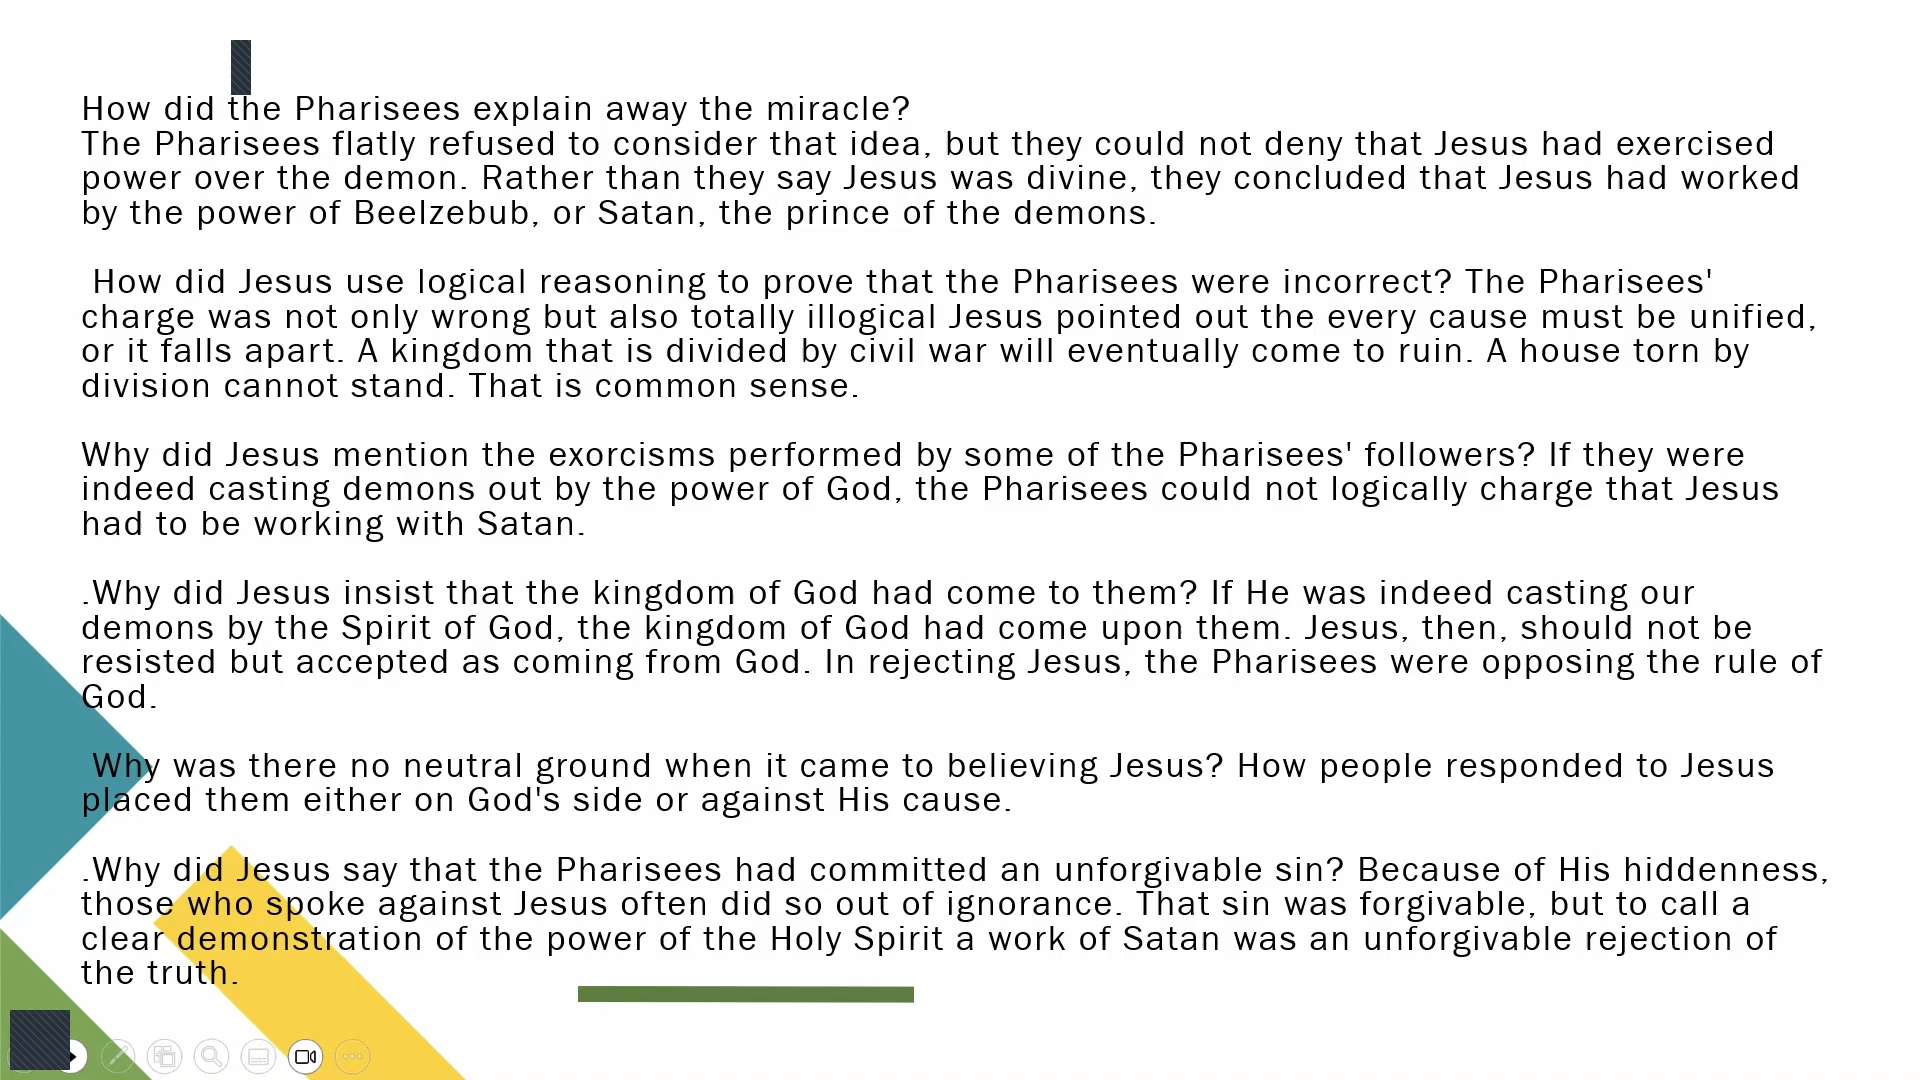 How did the Pharisees explain away the miracle?
The Pharisees flatly refused to consider that idea, but they could not deny that Jesus had exercised
power over the demon. Rather than they say Jesus was divine, they concluded that Jesus had worked
by the power of Beelzebub, or Satan, the prince of the demons.
How did Jesus use logical reasoning to prove that the Pharisees were incorrect? The Pharisees'
charge was not only wrong but also totally illogical Jesus pointed out the every cause must be unified,
or it falls apart. A kingdom that is divided by civil war will eventually come to ruin. A house torn by
division cannot stand. That is common sense.
Why did Jesus mention the exorcisms performed by some of the Pharisees' followers? If they were
indeed casting demons out by the power of God, the Pharisees could not logically charge that Jesus
had to be working with Satan.
.Why did Jesus insist that the kingdom of God had come to them? If He was indeed casting our
demons by the Spirit of God, the kingdom of God had come upon them. Jesus, then, should not be
resisted but accepted as coming from God. In rejecting Jesus, the Pharisees were opposing the rule of
God.
Why was there no neutral ground when it came to believing Jesus? How people responded to Jesus
placed them either on God's side or against His cause.
.Why did Jesus say that the Pharisees had committed an unforgivable sin? Because of His hiddenness,
those who spoke against Jesus often did so out of ignorance. That sin was forgivable, but to call a
clear demonstration of the power of the Holy Spirit a work of Satan was an unforgivable rejection of
the truth.